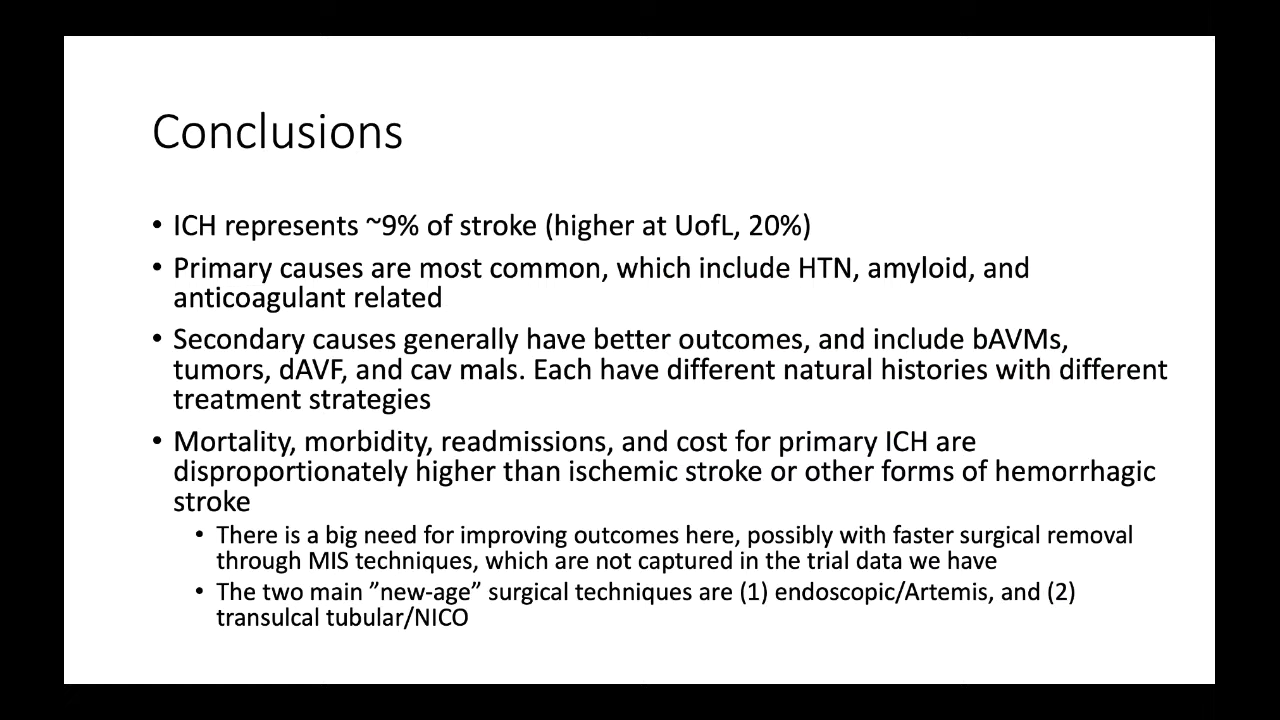 Conclusions
• ICH represents ~9% of stroke (higher at UofL, 20%)
• Primary causes are most common, which include HTN, amyloid, and
anticoagulant related
• Secondary causes generally have better outcomes, and include bAVMs,
tumors, dAVF, and cav mals. Each have different natural histories with different
treatment strategies
• Mortality, morbidity, readmissions, and cost for primary ICH are
disproportionately higher than ischemic stroke or other forms of hemorrhagic
stroke
• There is a big need for improving outcomes here, possibly with faster surgical removal
through MIS techniques, which are not captured in the trial data we have
• The two main ”new-age” surgical techniques are (1) endoscopic/Artemis, and (2)
transulcal tubular/NICO